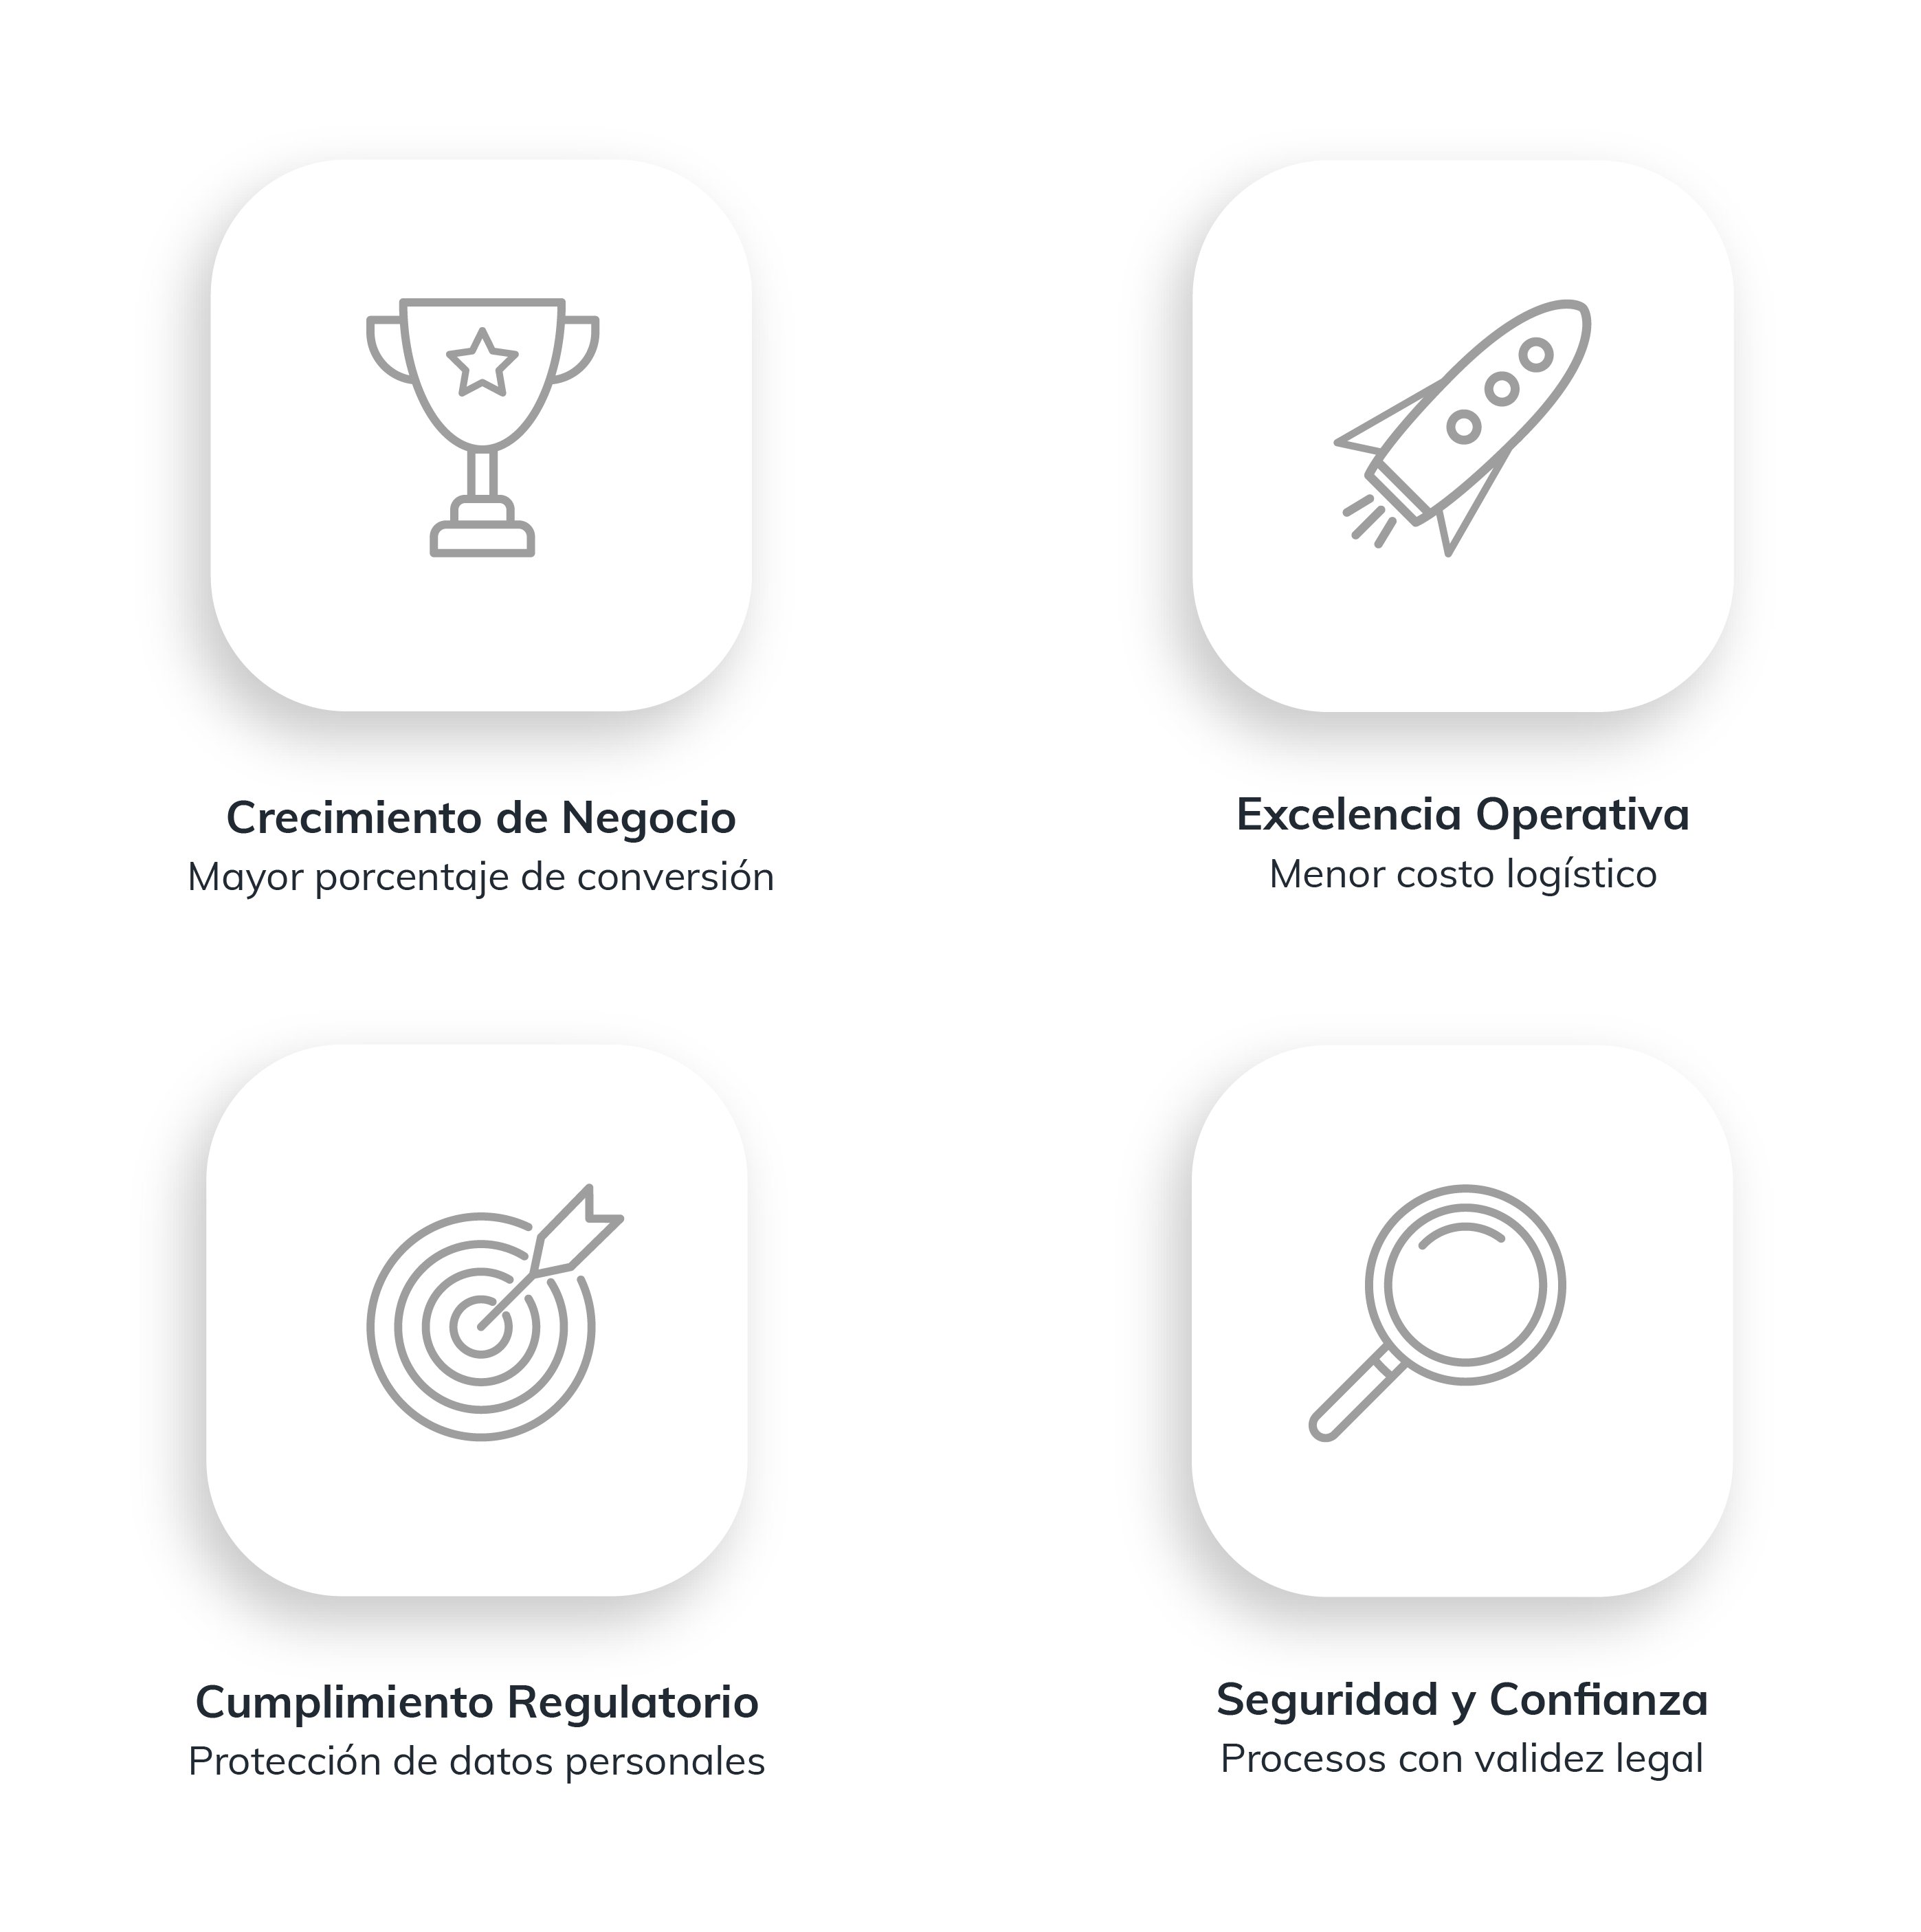 Crecimiento de Negocio
Mayor porcentaje de conversión
Excelencia Operativa
Menor costo logístico
Cumplimiento Regulatorio
Protección de datos personales
Seguridad y Confianza
Procesos con validez legal